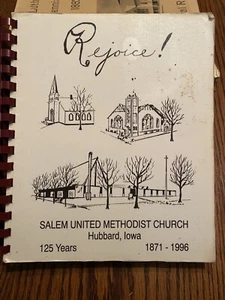 Rejoice!
SALEM UNITED METHODIST CHURCH
Hubbard, Iowa
125 Years 1871 - 1996